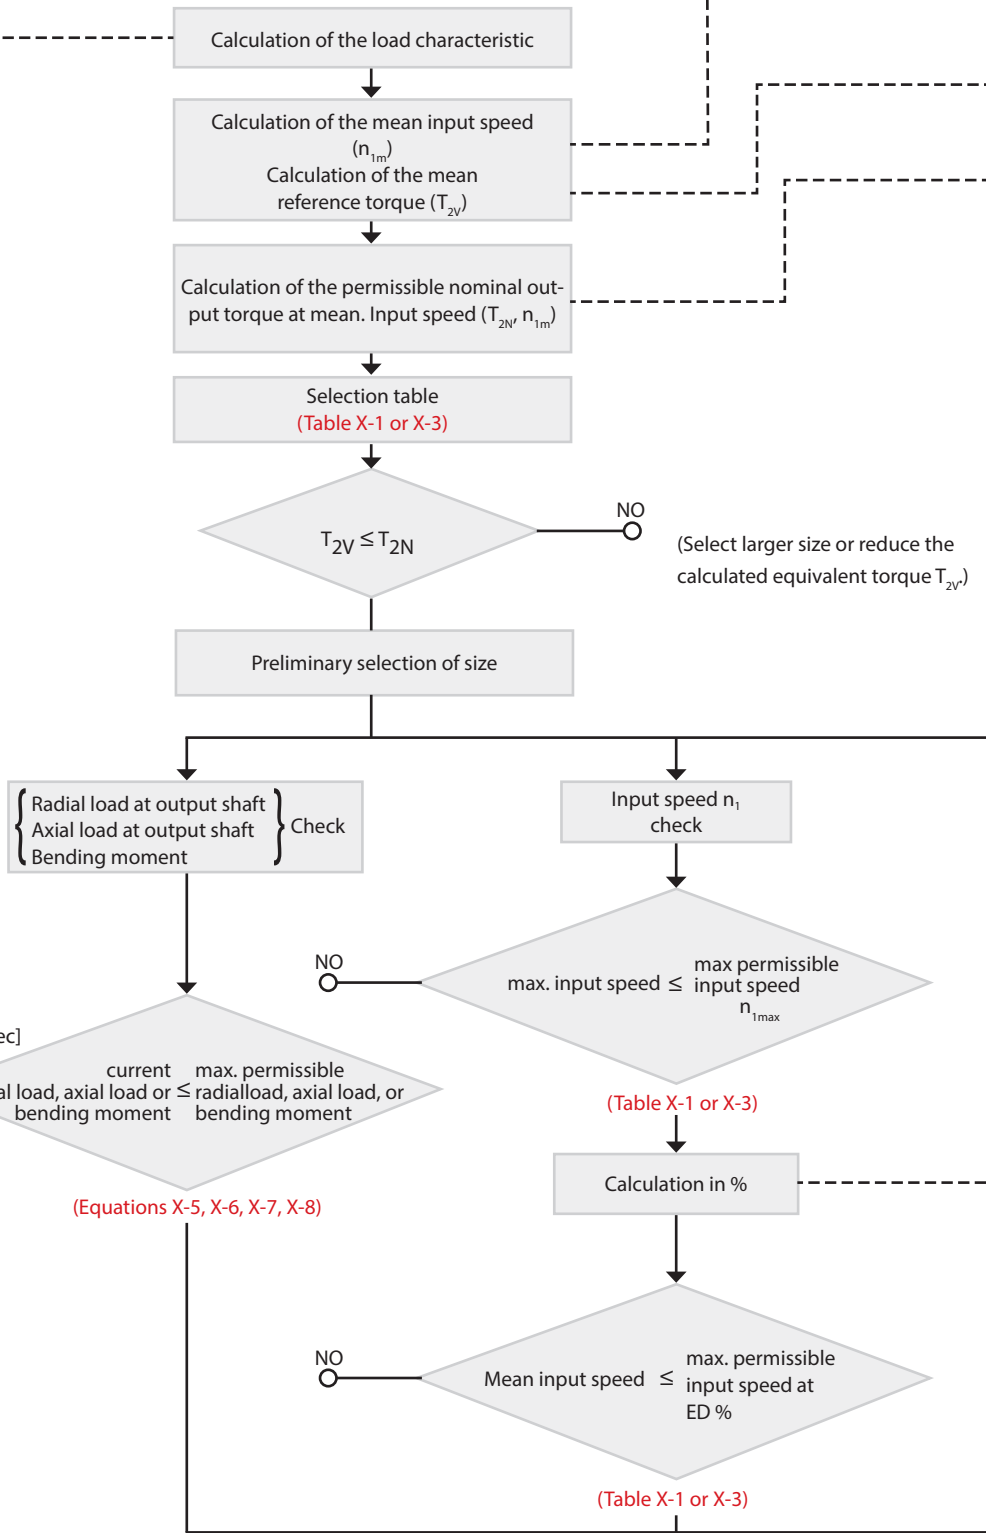 Calculation of the load characteristic
Calculation of the mean input speed
(n1m)
Calculation of the mean
reference torque (T2V)
Calculation of the permissible nominal out-
put torque at mean. Input speed (T2N, n1m)
Selection table
(Table X-1 or X-3)
T2V ≤ T2N
NO
(Select larger size or reduce the
calculated equivalent torque T2V.)
Preliminary selection of size
Radial load at output shaft
Axial load at output shaft
Bending moment
Check
Input speed n1
check
NO
max. input speed ≤
max permissible
input speed
n1max
(Table X-1 or X-3)
ec]
current
al load, axial load or
bending moment
≤
max. permissible
radialload, axial load, or
bending moment
(Equations X-5, X-6, X-7, X-8)
Calculation in %
NO
Mean input speed ≤
max. permissible
input speed at
ED %
(Table X-1 or X-3)